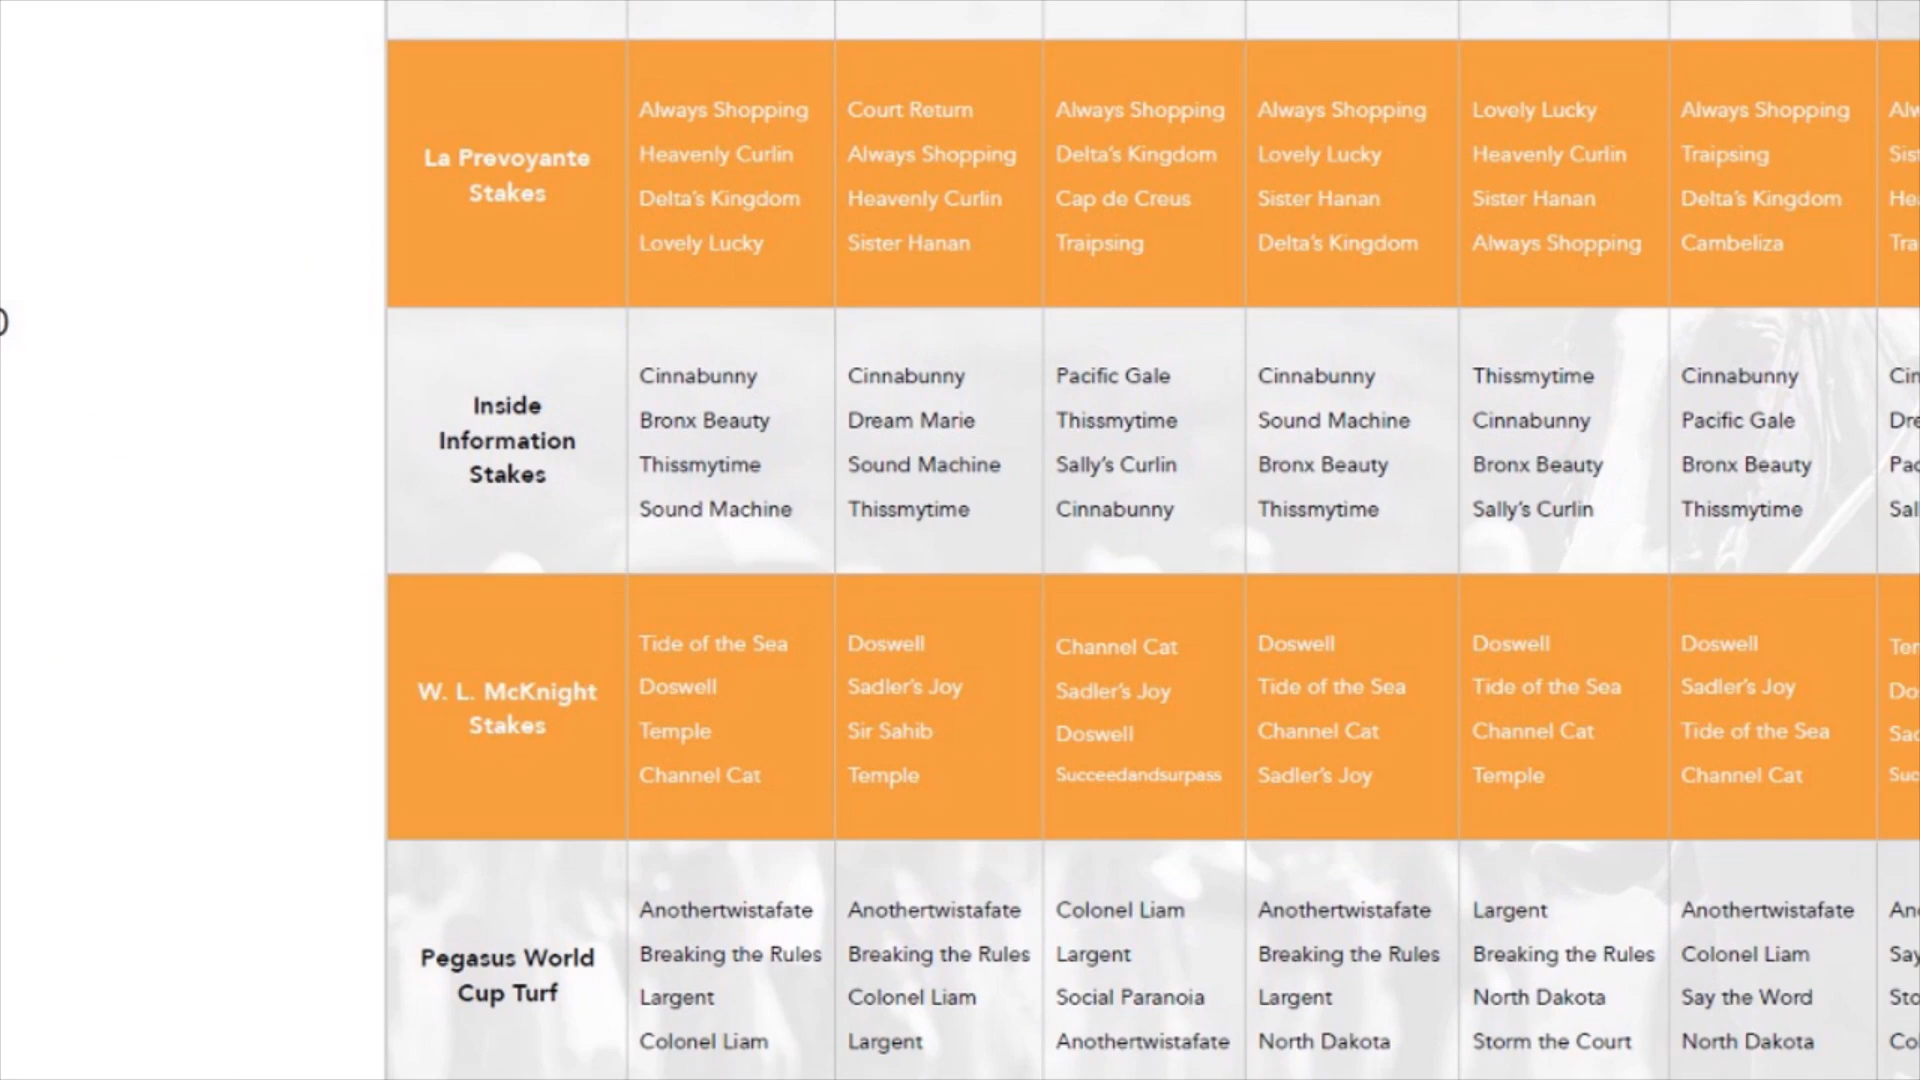 La Prevoyante
Stakes
Always Shopping
Heavenly Curlin
Delta's Kingdom
Lovely Lucky
Court Return
Always Shopping
Heavenly Curlin
Sister Hanan
Always Shopping
Delta's Kingdom
Cap de Creus
Traipsing
Always Shopping
Lovely Lucky
Sister Hanan
Delta's Kingdom
Lovely Lucky
Heavenly Curlin
Sister Hanan
Always Shopping
Always Shopping
Traipsing
Delta's Kingdom
Cambeliza
Inside
Information
Stakes
Cinnabunny
Bronx Beauty
Thissmytime
Sound Machine
Cinnabunny
Dream Marie
Sound Machine
Thissmytime
Pacific Gale
Thissmytime
Sally's Curlin
Cinnabunny
Cinnabunny
Sound Machine
Bronx Beauty
Thissmytime
Thissmytime
Cinnabunny
Bronx Beauty
Sally's Curlin
Cinnabunny
Pacific Gale
Bronx Beauty
Thissmytime
W. L. McKnight
Stakes
Tide of the Sea
Doswell
Temple
Channel Cat
Doswell
Sadler's Joy
Sir Sahib
Temple
Channel Cat
Sadler's Joy
Doswell
Succeedandsurpass
Doswell
Tide of the Sea
Channel Cat
Sadler's Joy
Doswell
Tide of the Sea
Channel Cat
Temple
Doswell
Sadler's Joy
Tide of the Sea
Channel Cat
Pegasus World
Cup Turf
Anothertwistafate
Breaking the Rules
Largent
Colonel Liam
Anothertwistafate
Breaking the Rules
Colonel Liam
Largent
Colonel Liam
Largent
Social Paranoia
Anothertwistafate
Anothertwistafate
Breaking the Rules
Largent
North Dakota
Largent
Breaking the Rules
North Dakota
Storm the Court
Anothertwistafate
Colonel Liam
Say the Word
North Dakota